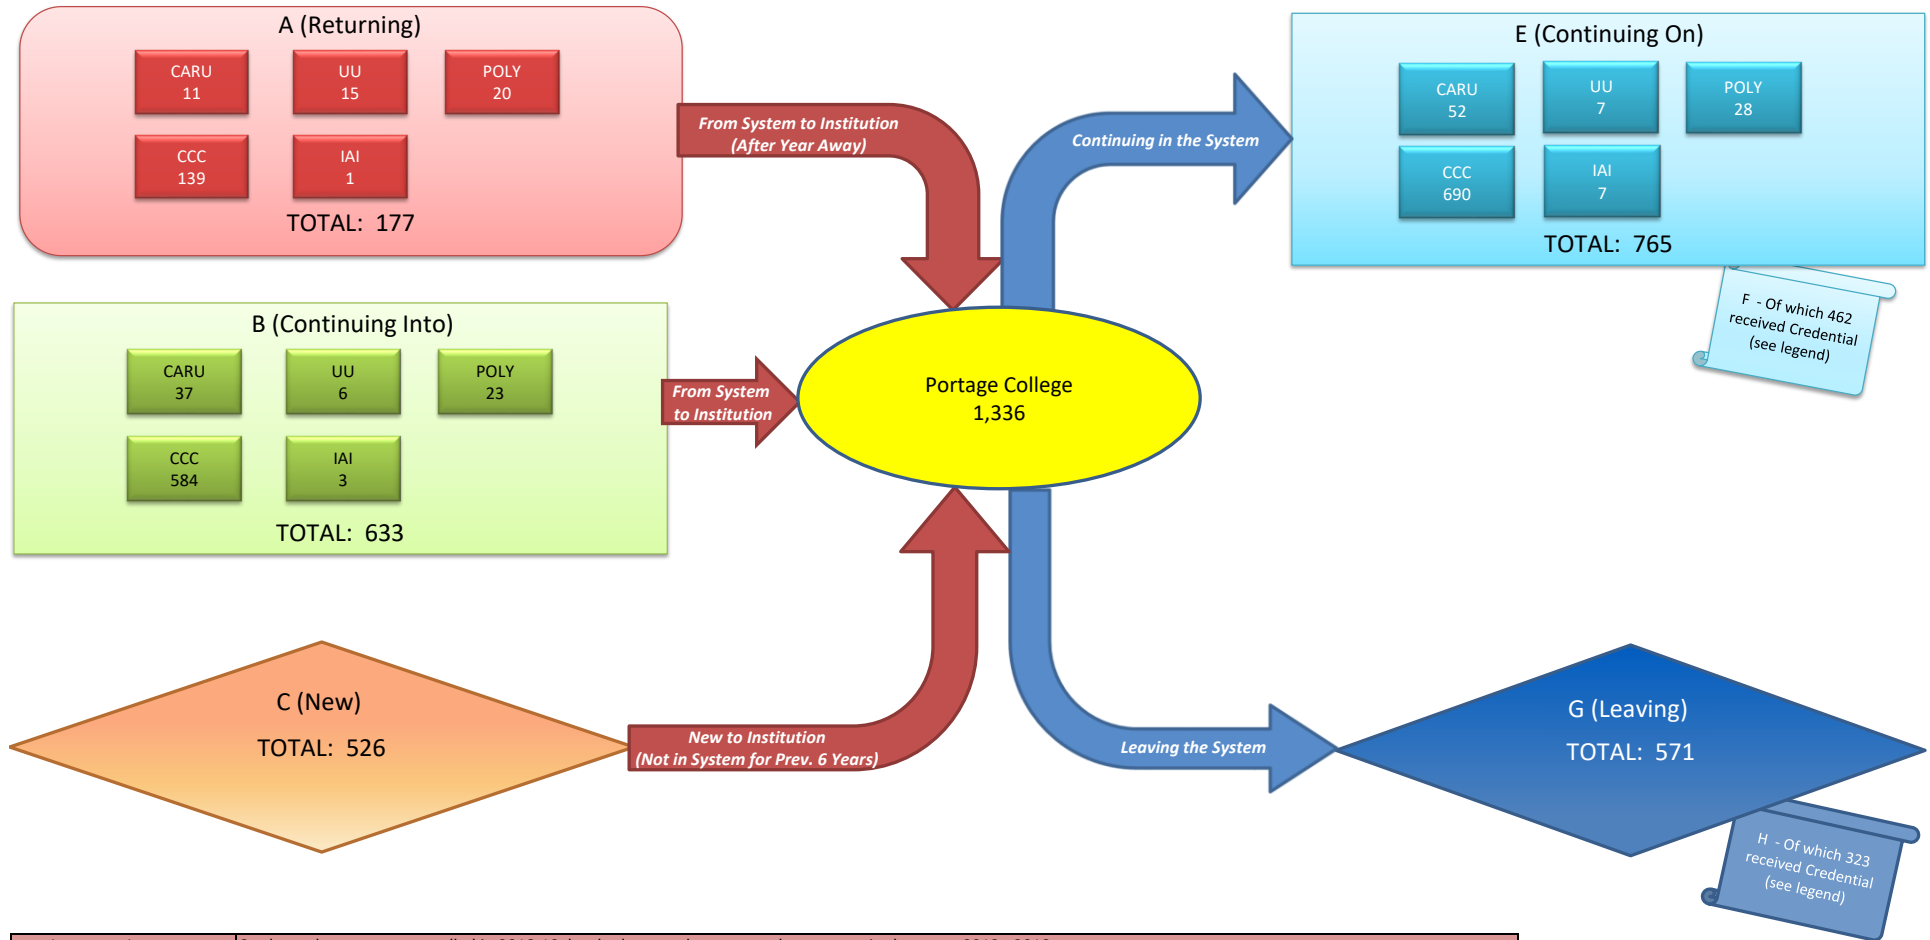 A (Returning)
CARU
11
UU
15
POLY
20
CCC
139
IAI
1
TOTAL: 177
From System to Institution
(After Year Away)
B (Continuing Into)
CARU
37
UU
6
POLY
23
CCC
584
IAI
3
TOTAL: 633
From System
to Institution
C (New)
TOTAL: 526
New to Institution
(Not in System for Prev. 6 Years)
Portage College
1,336
Continuing in the System
E (Continuing On)
CARU
52
UU
7
POLY
28
CCC
690
IAI
7
TOTAL: 765
F - Of which 462
received Credential
(see legend)
Leaving the System
G (Leaving)
TOTAL: 571
H - Of which 323
received Credential
(see legend)